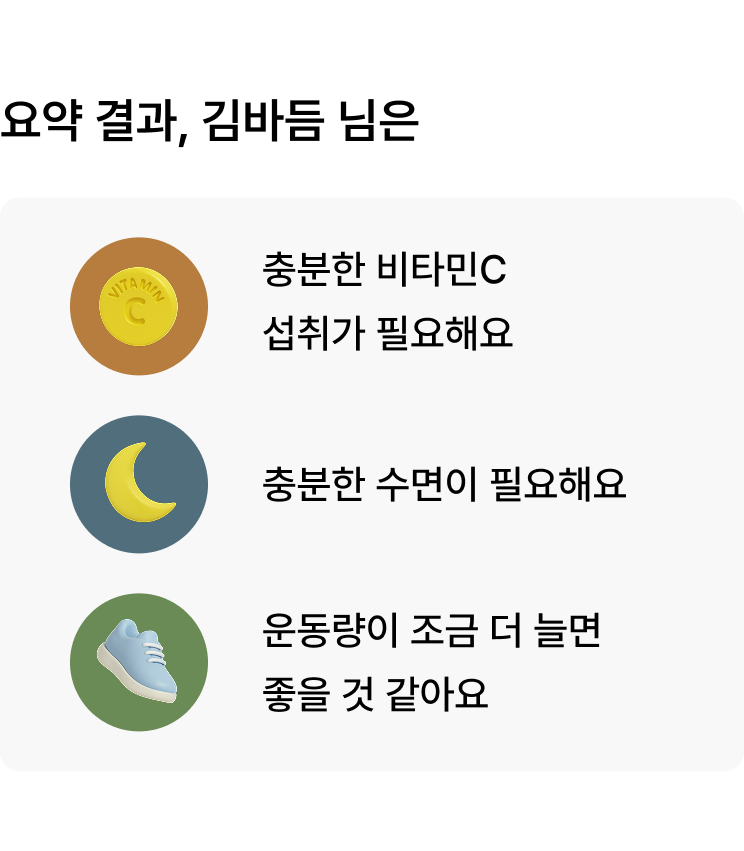 요약 결과, 김바듬 님은
VITAMIN
C
충분한 비타민C
섭취가 필요해요
충분한 수면이 필요해요
운동량이 조금 더 늘면
좋을 것 같아요